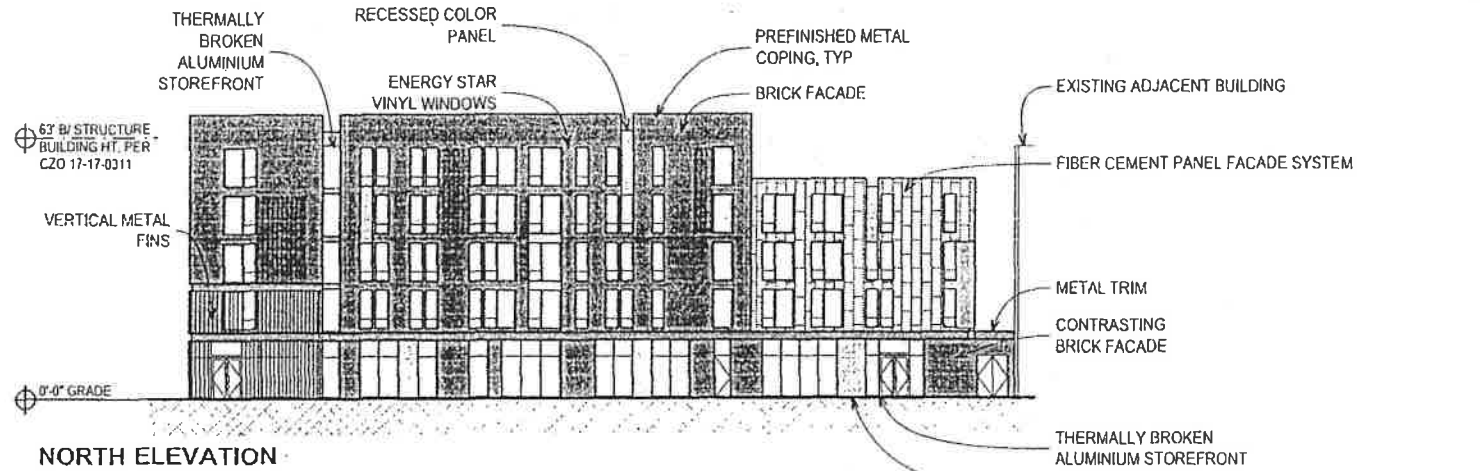 THERMALLY
BROKEN
ALUMINIUM
STOREFRONT
RECESSED COLOR
PANEL
ENERGY STAR
VINYL WINDOWS
PREFINISHED METAL
COPING, TYP
BRICK FACADE
EXISTING ADJACENT BUILDING
63' B/ STRUCTURE
BUILDING HT. PER
CZO 17-17-0311
FIBER CEMENT PANEL FACADE SYSTEM
VERTICAL METAL
FINS
METAL TRIM
CONTRASTING
BRICK FACADE
0'-0" GRADE
THERMALLY BROKEN
ALUMINIUM STOREFRONT
NORTH ELEVATION